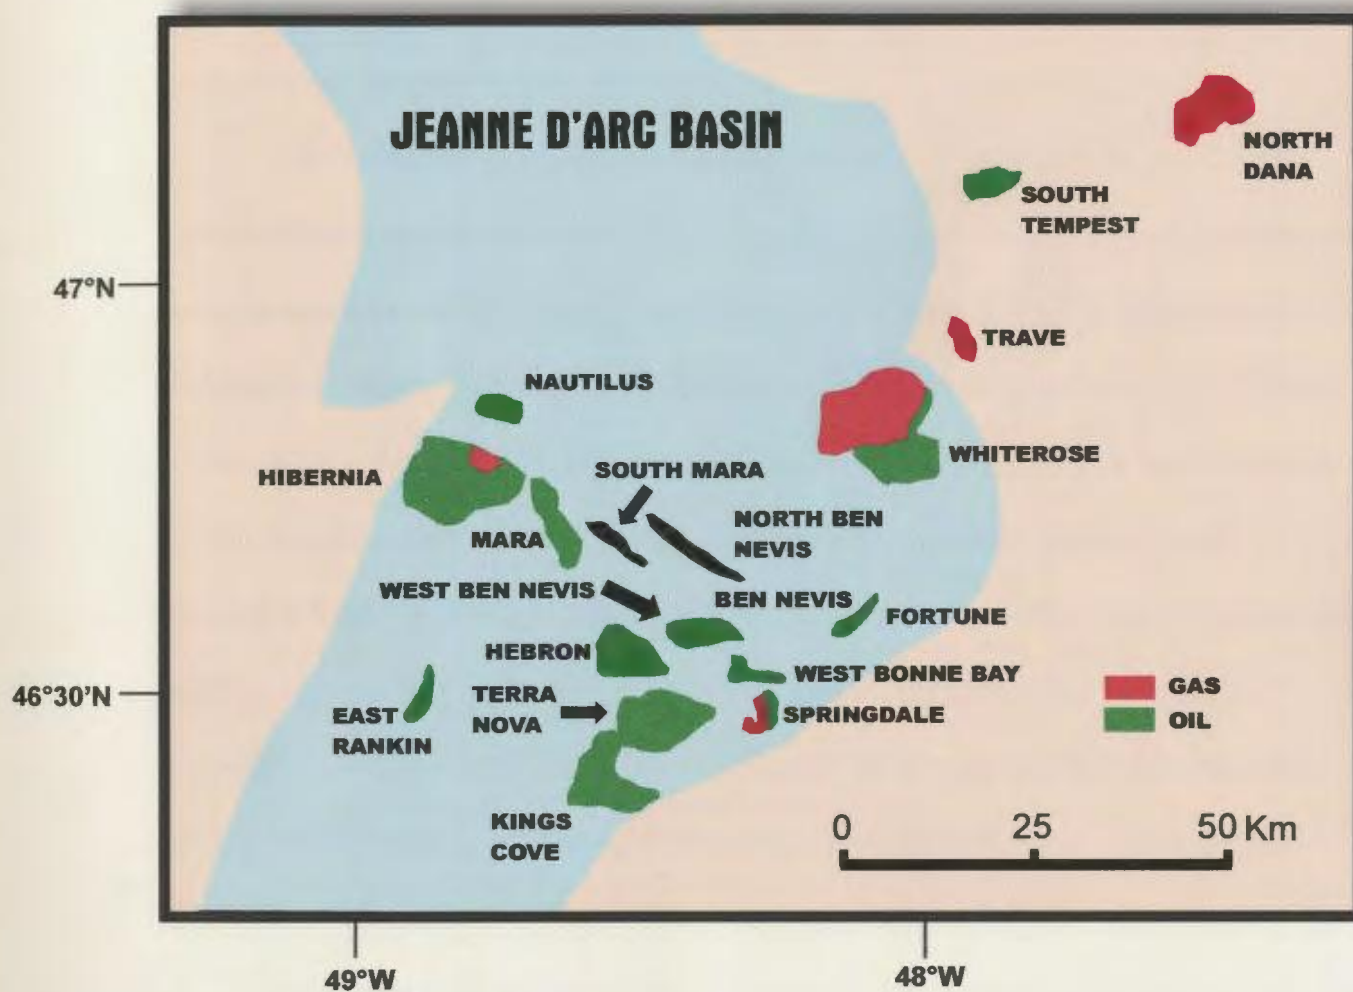 JEANNE D'ARC BASIN
NORTH
DANA
SOUTH
TEMPEST
47°N
TRAVE
NAUTILUS
WHITEROSE
HIBERNIA
SOUTH MARA
NORTH BEN
NEVIS
MARA
WEST BEN NEVIS
BEN NEVIS
FORTUNE
HEBRON
WEST BONNE BAY
46°30'N
TERRA
NOVA
EAST
RANKIN
SPRINGDALE
GAS
OIL
KINGS
COVE
0 25 50 Km
49°W
48°W